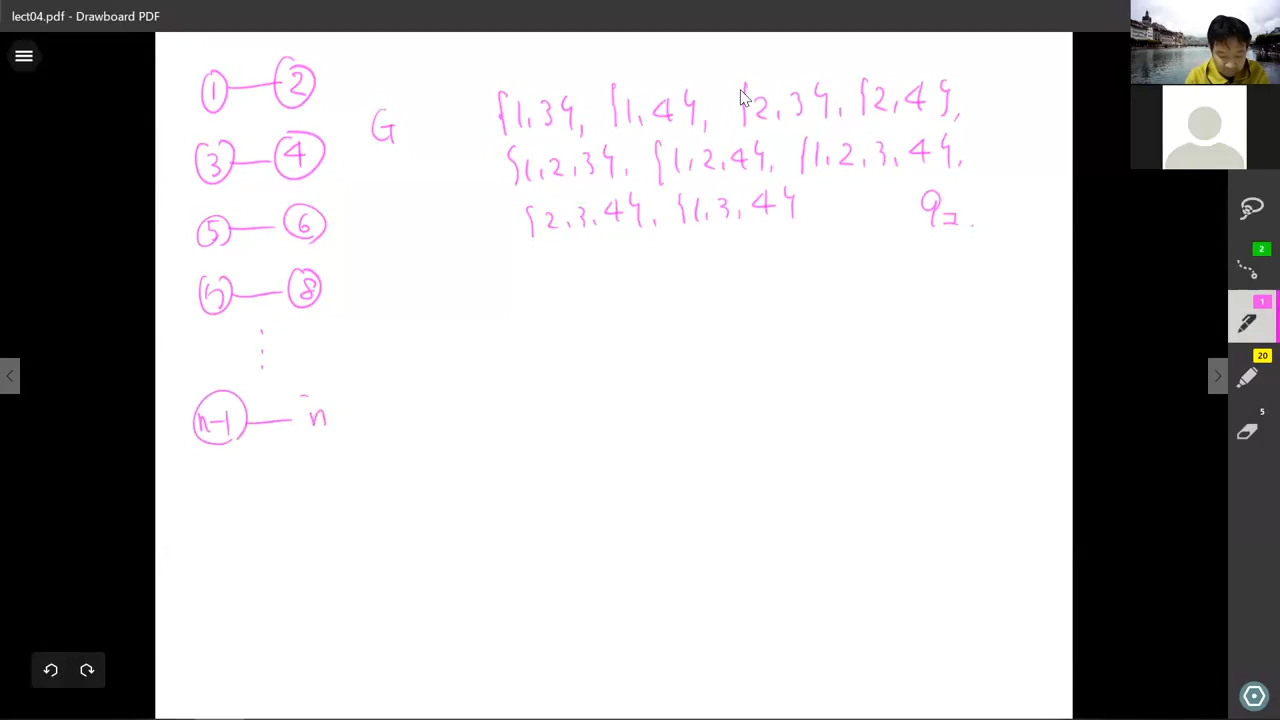 lect04.pdf - Drawboard PDF
1 — 2
3 — 4
5 — 6
8
⋮
n-1 — n
G
{1,3}, {1,4}, {2,3}, {2,4},
{1,2,3}, {1,2,4}, {1,2,3,4},
{2,3,4}, {1,3,4}
2
1
20
5